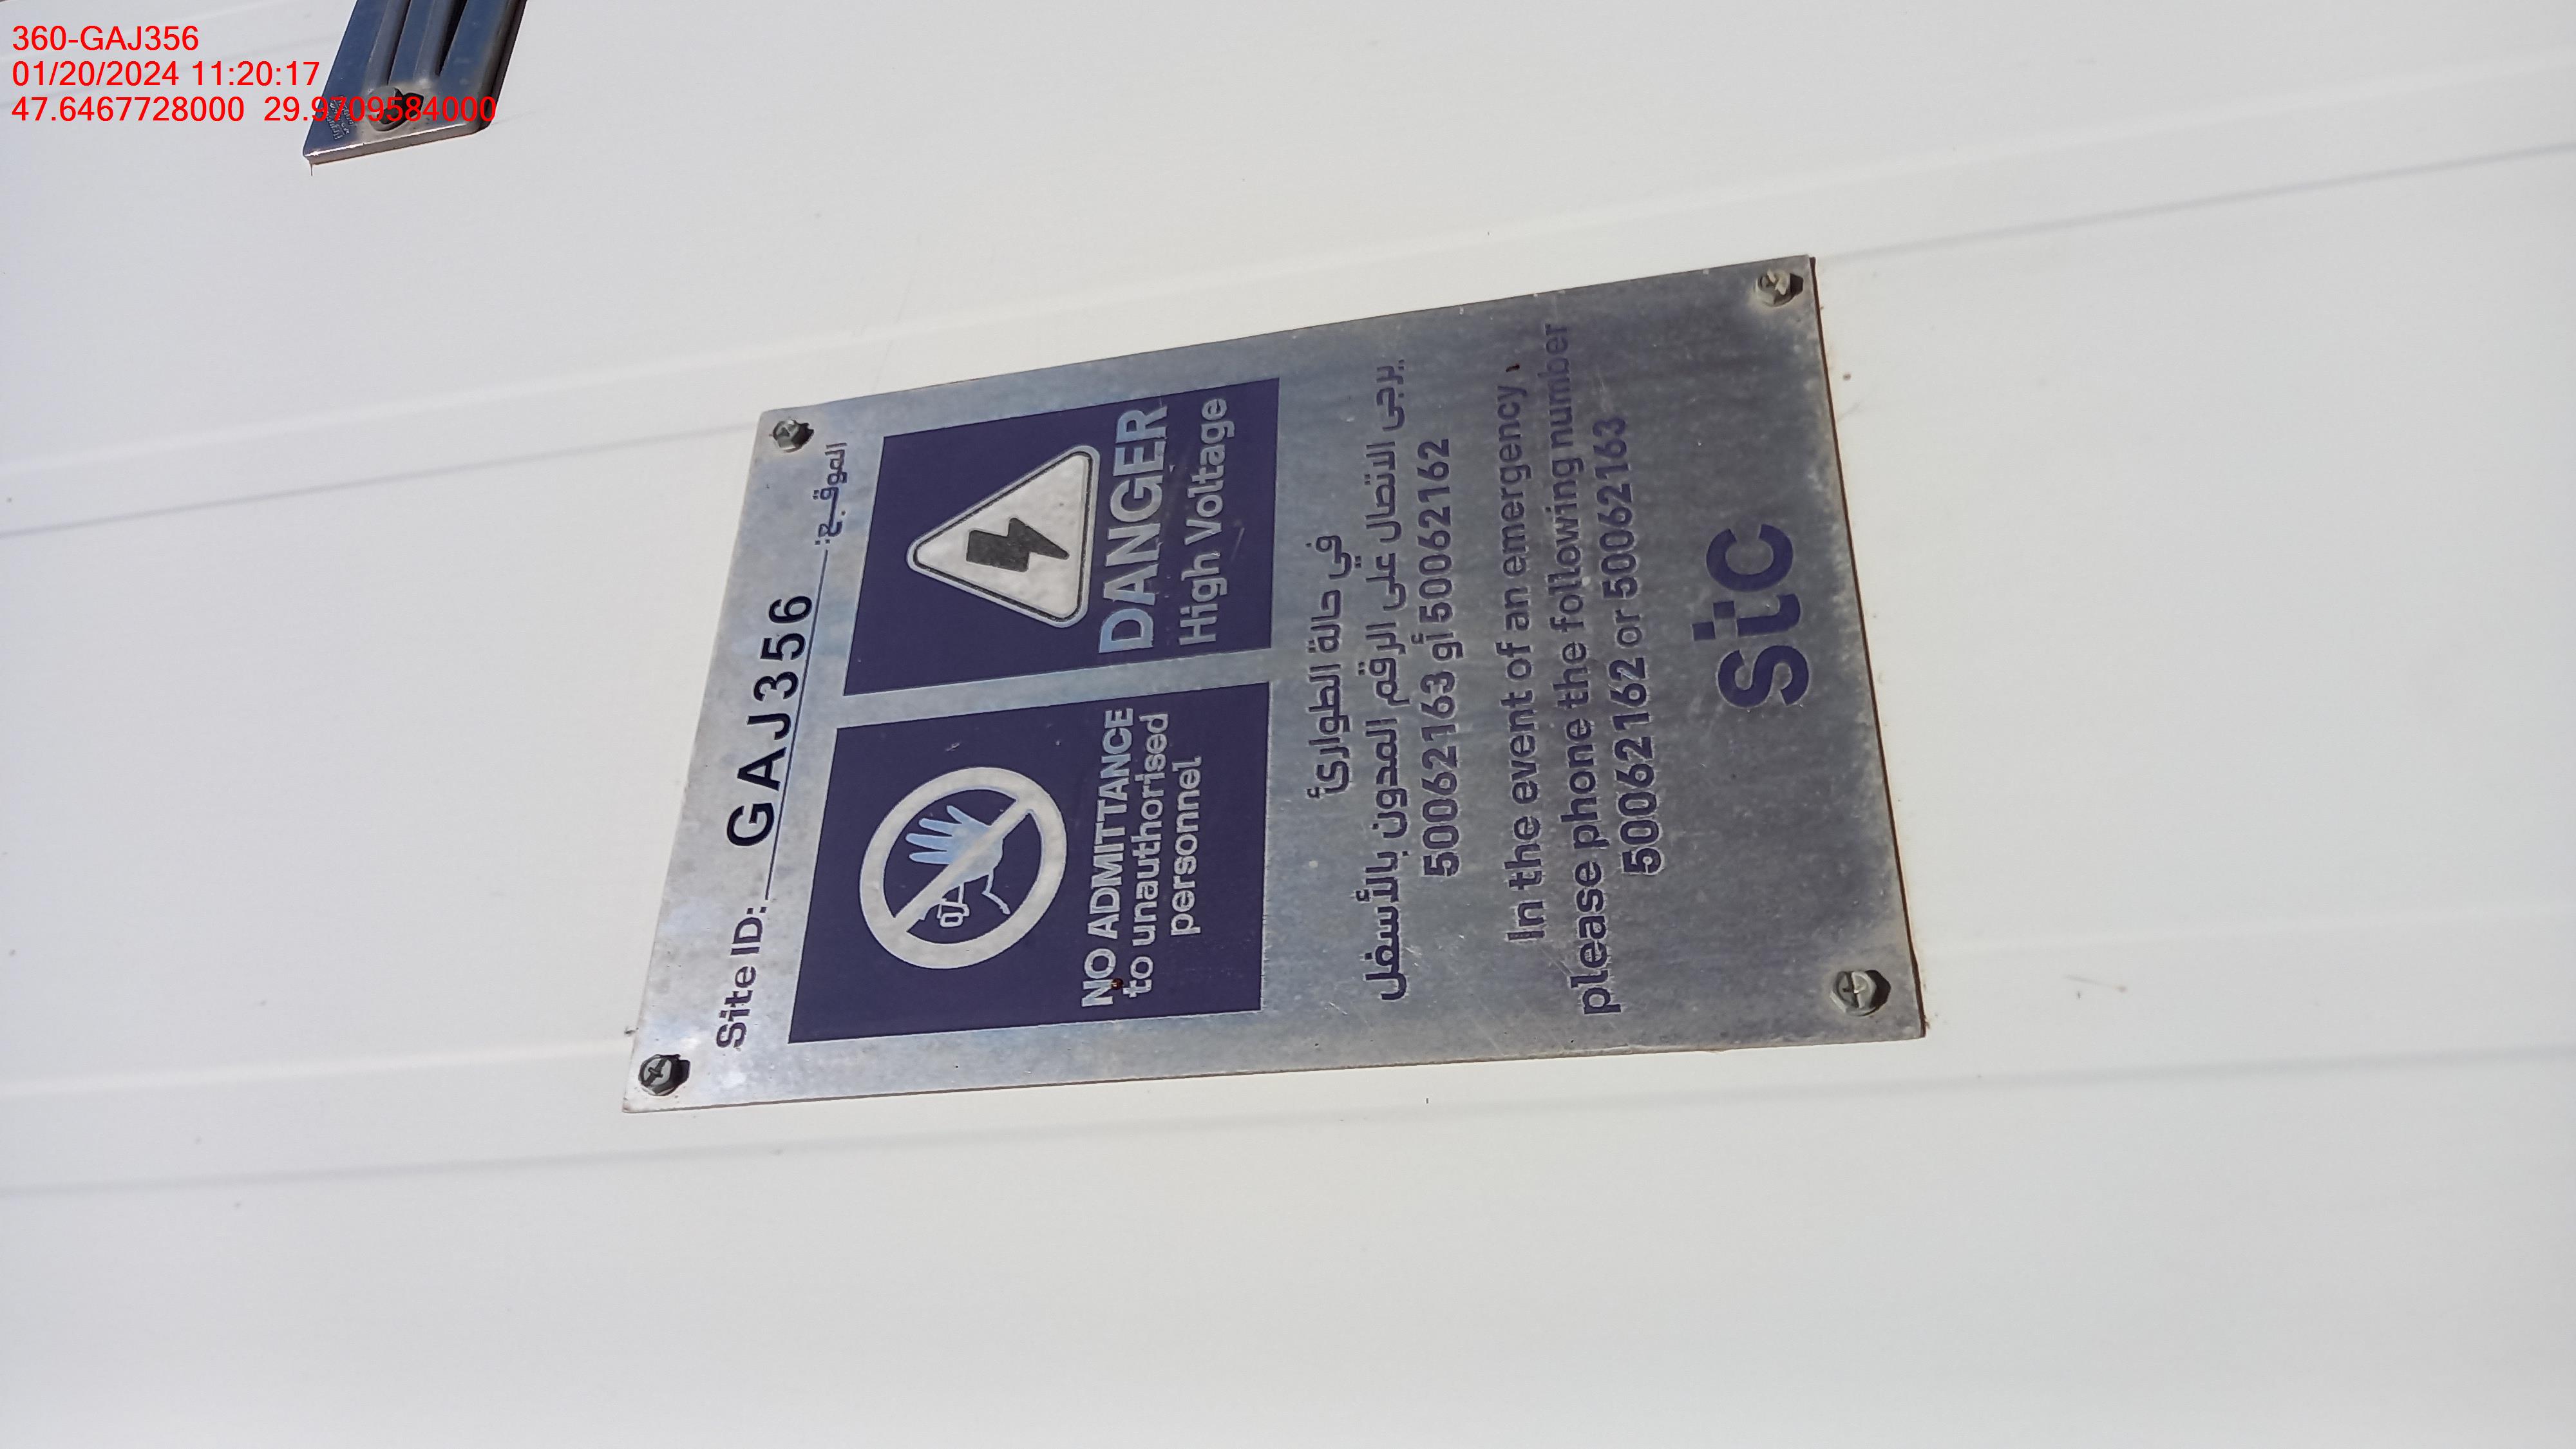 360-GAJ356
01/20/2024 11:20:17
47.6467728000 29.9709584000
Site ID: GAJ356 الموقع:
NO ADMITTANCE
to unauthorised
personnel
DANGER
High Voltage
في حالة الطوارئ
يرجى الاتصال على الرقم المدون بالأسفل
50062163 أو 50062162
In the event of an emergency,
please phone the following number
50062162 or 50062163
stc